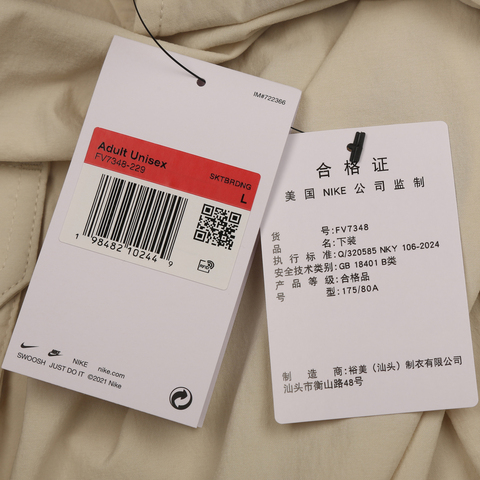 IM#722366
Adult Unisex
FV7348-229
SKTBRDNG
L
1 98482 10244 9
NIKE
nike.com
SWOOSH JUST DO IT ©2021 Nike
合格证
美国 NIKE 公司监制
货号:FV7348
品名:下装
执行标准:Q/320585 NKY 106-2024
安全技术类别:GB 18401 B类
产品等级:合格品
号型:175/80A
制造商:裕美（汕头）制衣有限公司
汕头市衡山路48号